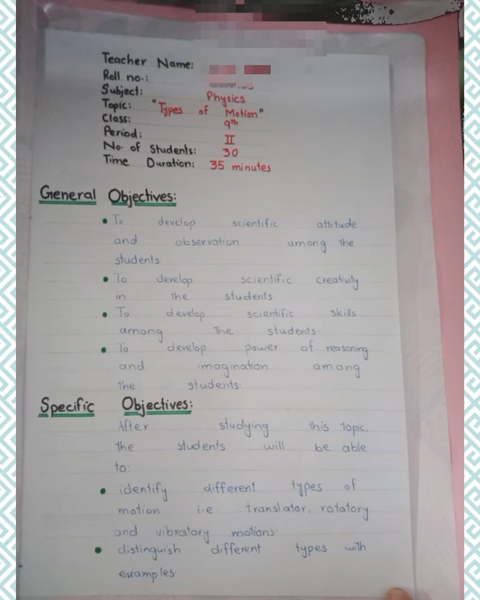 Teacher Name:
Roll no.:
Subject: Physics
Topic: "Types of Motion"
Class: 9th
Period: II
No. of Students: 30
Time Duration: 35 minutes
General Objectives:
• To develop scientific attitude
and observation among the
students.
• To develop scientific creativity
in the students
• To develop scientific skills
among the students.
• To develop power of reasoning
and imagination among
the students.
Specific Objectives:
After studying this topic,
the students will be able
to:
• identify different types of
motion i.e translator, rotatory
and vibratory motions.
• distinguish different types with
examples.